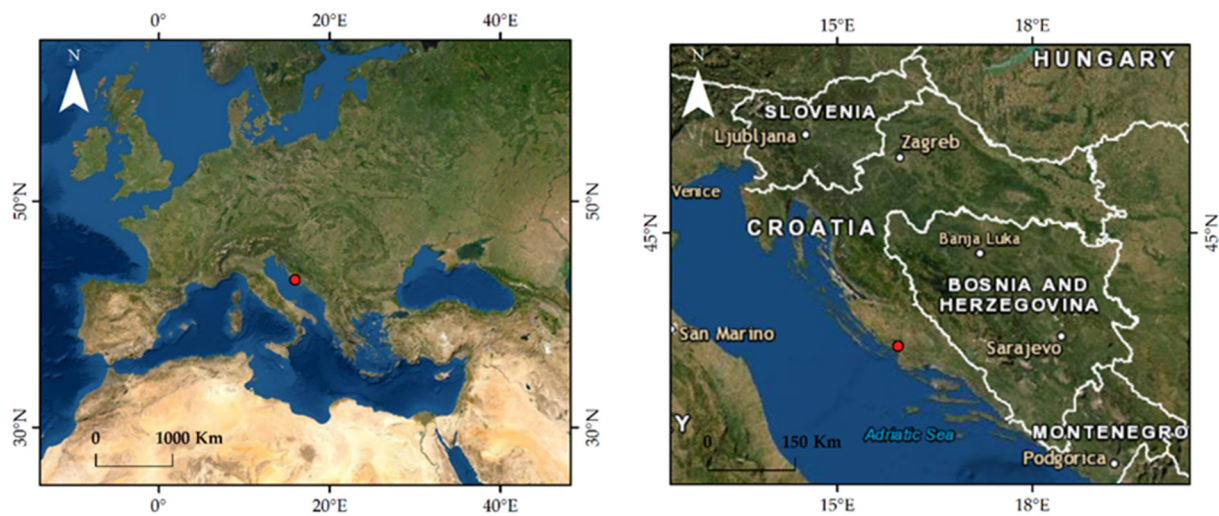 0° 20°E 40°E
N
50°N 50°N
30°N 30°N
0 1000 Km
0° 20°E 40°E
15°E 18°E
N
HUNGARY
SLOVENIA
Ljubljana
Zagreb
Venice
CROATIA
45°N 45°N
Banja Luka
BOSNIA AND
HERZEGOVINA
San Marino
Sarajevo
Y
0 150 Km
Adriatic Sea
MONTENEGRO
Podgorica
15°E 18°E